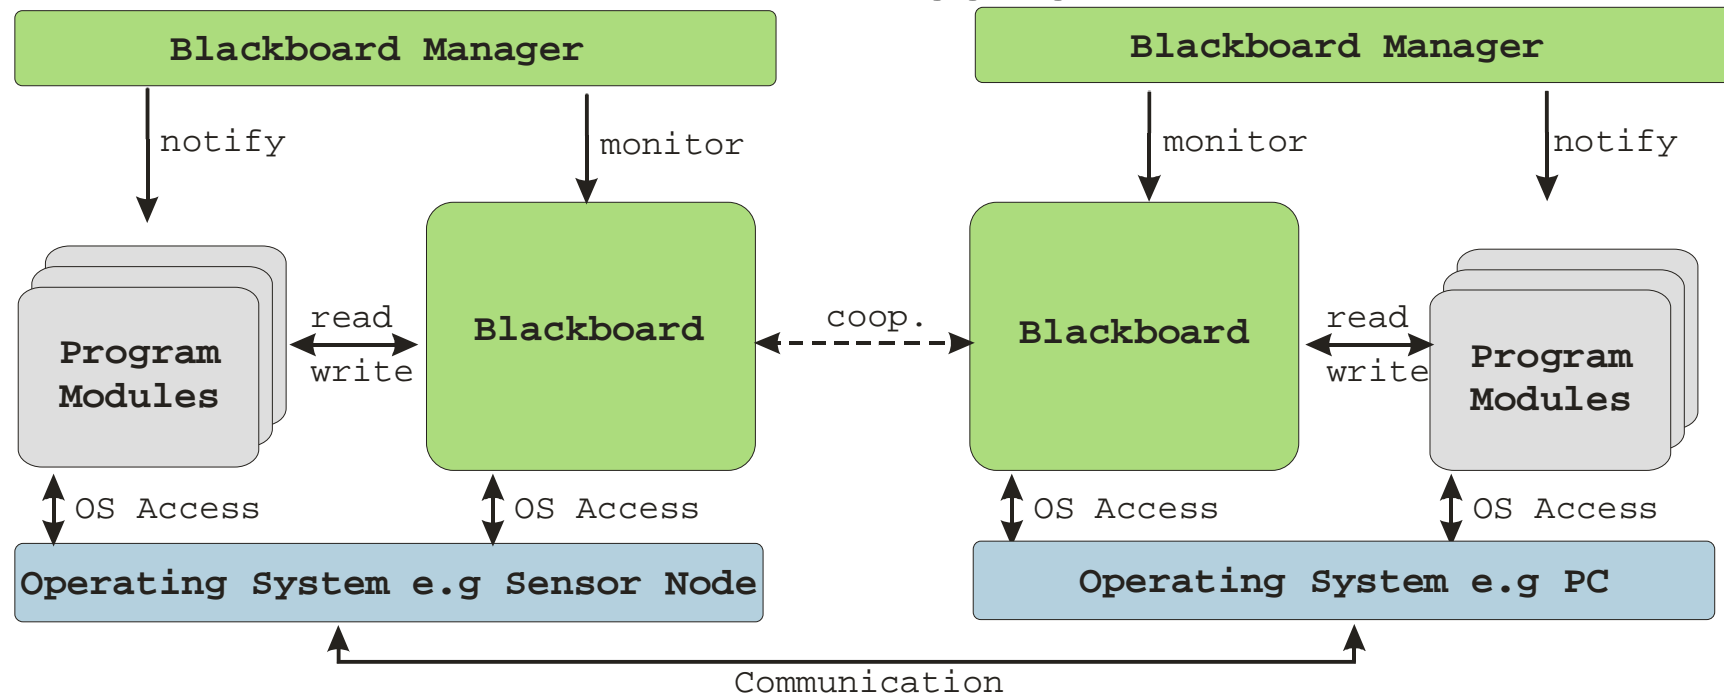 Blackboard Manager
Blackboard Manager
notify
monitor
monitor
notify
Program
Modules
read
write
Blackboard
coop.
Blackboard
read
write
Program
Modules
OS Access
OS Access
OS Access
OS Access
Operating System e.g Sensor Node
Operating System e.g PC
Communication